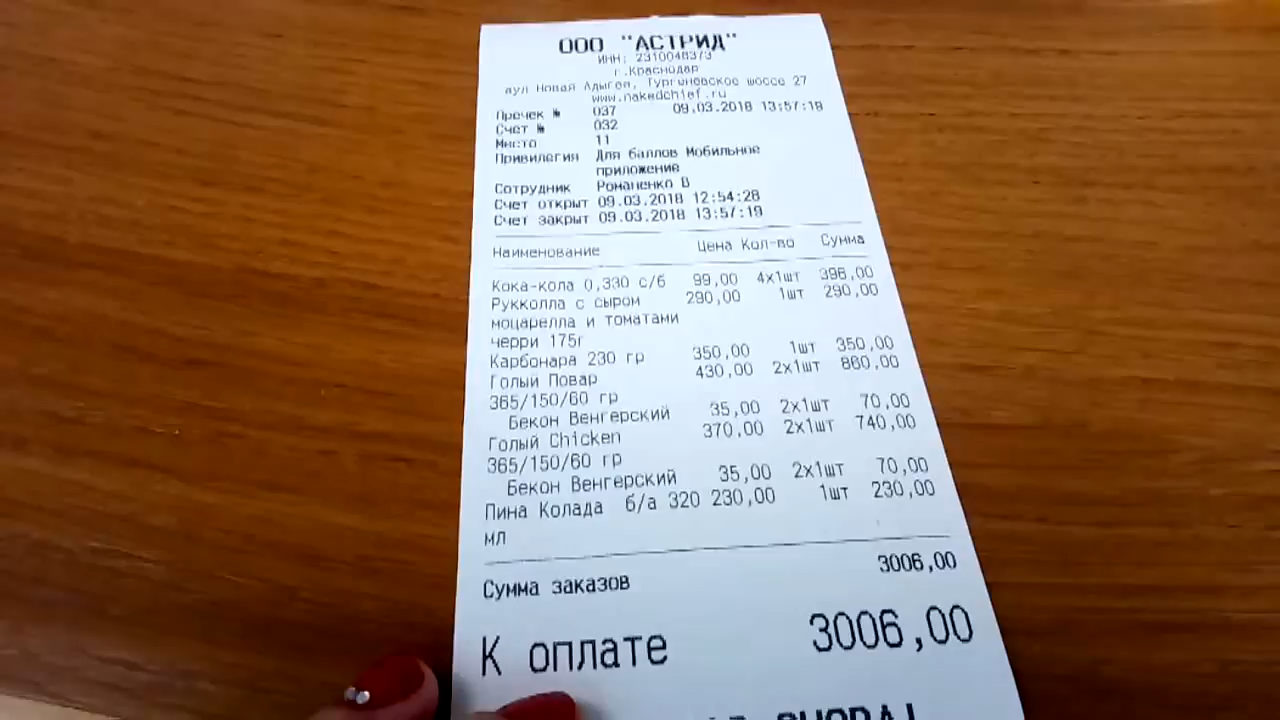 ООО "АСТРИД"
ИНН: 2310048373
г.Краснодар
аул Новая Адыгея, Тургеневское шоссе 27
www.nakedchief.ru
Пречек № 037 09.03.2018 13:57:19
Счет № 032
Место 11
Привилегия Для баллов Мобильное
приложение
Сотрудник Романенко В
Счет открыт 09.03.2018 12:54:28
Счет закрыт 09.03.2018 13:57:19
Наименование Цена Кол-во Сумма
Кока-кола 0,330 с/б 99,00 4x1шт 396,00
Рукколла с сыром 290,00 1шт 290,00
моцарелла и томатами
черри 175г
Карбонара 230 гр 350,00 1шт 350,00
Голый Повар 430,00 2x1шт 860,00
365/150/60 гр
Бекон Венгерский 35,00 2x1шт 70,00
Голый Chicken 370,00 2x1шт 740,00
365/150/60 гр
Бекон Венгерский 35,00 2x1шт 70,00
Пина Колада б/а 320 230,00 1шт 230,00
мл
Сумма заказов 3006,00
К оплате 3006,00